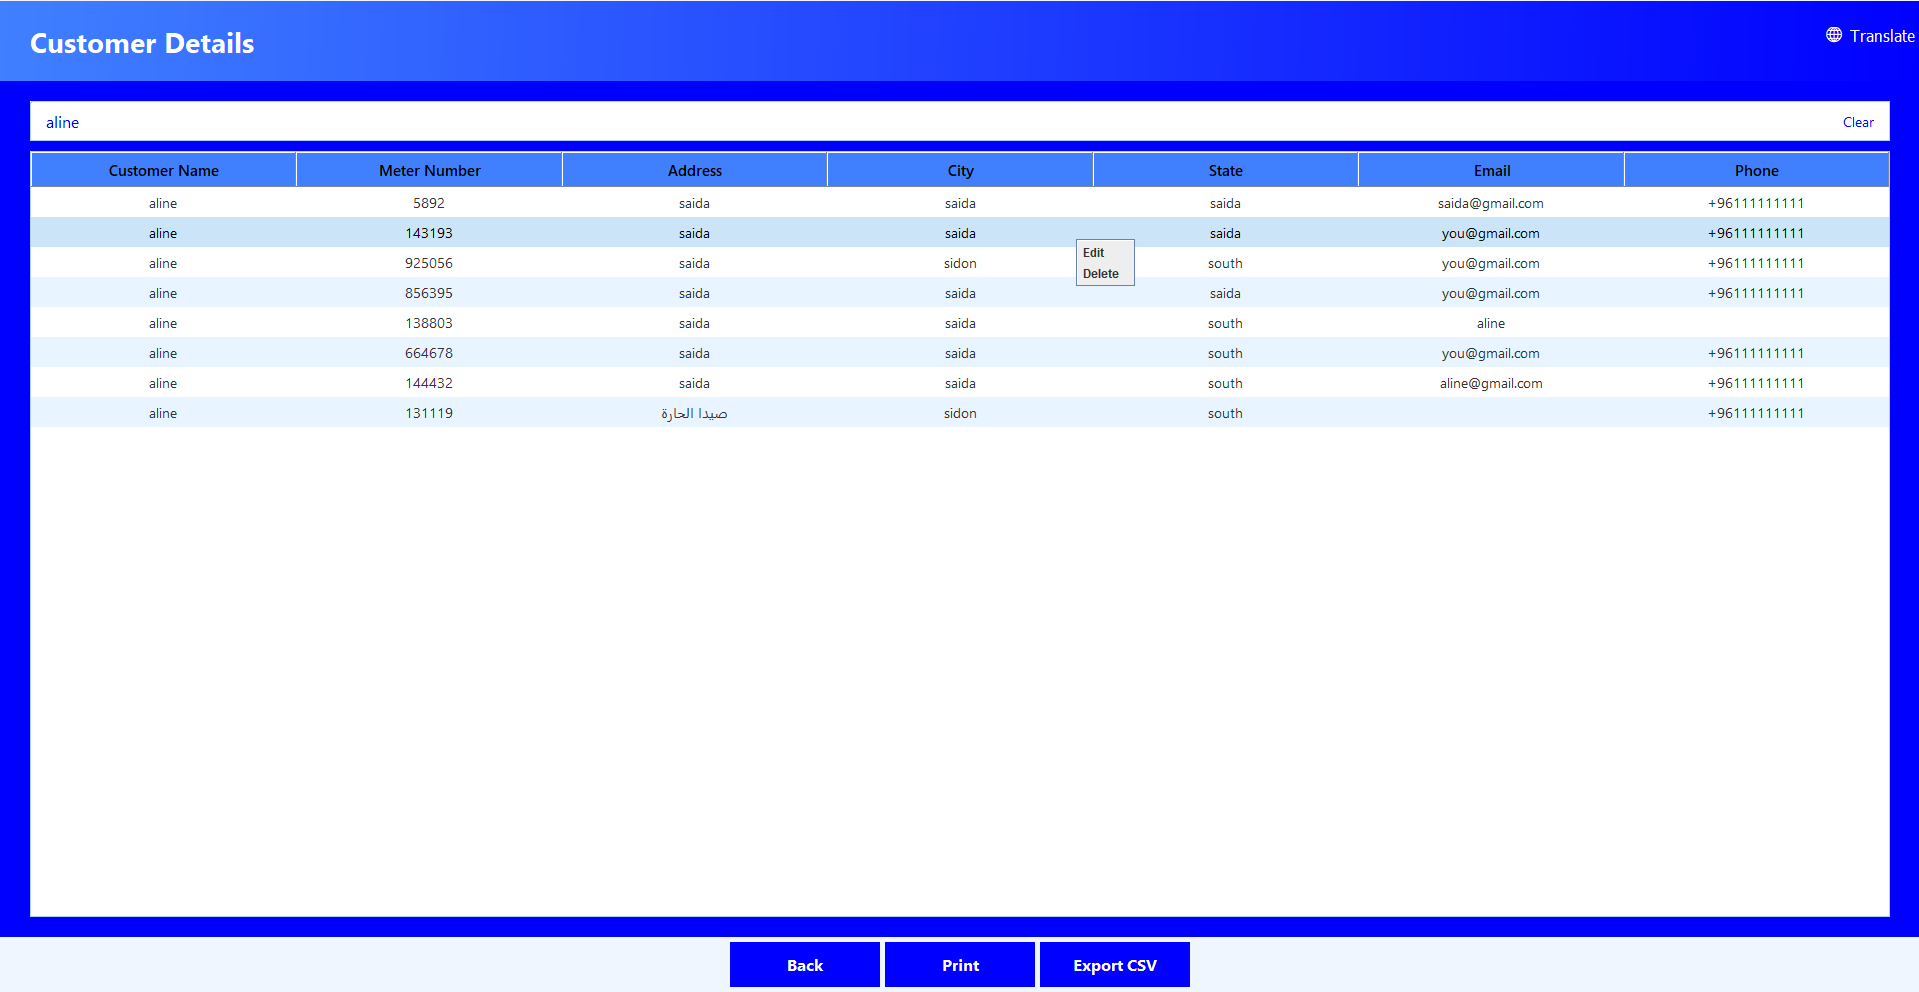 Customer Details
Translate
aline
Clear
Customer Name Meter Number Address City State Email Phone
aline 5892 saida saida saida saida@gmail.com +96111111111
aline 143193 saida saida saida you@gmail.com +96111111111
Edit
aline 925056 saida sidon south you@gmail.com +96111111111
Delete
aline 856395 saida saida saida you@gmail.com +96111111111
aline 138803 saida saida south aline
aline 664678 saida saida south you@gmail.com +96111111111
aline 144432 saida saida south aline@gmail.com +96111111111
aline 131119 صيدا الحارة sidon south +96111111111
Back Print Export CSV